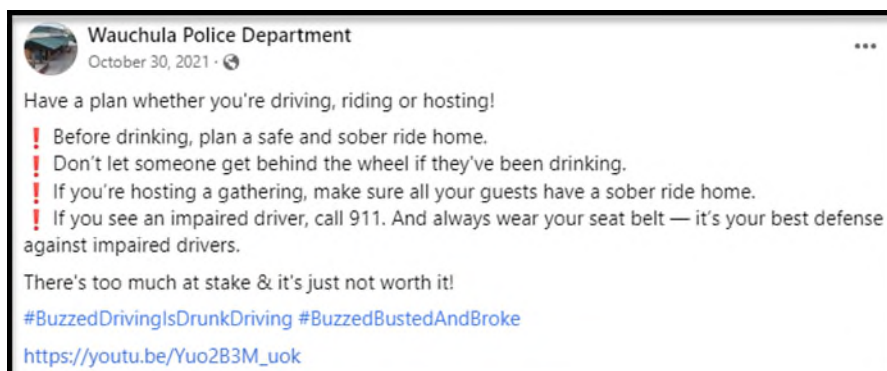 Wauchula Police Department
October 30, 2021 ·
Have a plan whether you're driving, riding or hosting!
❗ Before drinking, plan a safe and sober ride home.
❗ Don't let someone get behind the wheel if they've been drinking.
❗ If you're hosting a gathering, make sure all your guests have a sober ride home.
❗ If you see an impaired driver, call 911. And always wear your seat belt — it's your best defense
against impaired drivers.
There's too much at stake & it's just not worth it!
#BuzzedDrivingIsDrunkDriving #BuzzedBustedAndBroke
https://youtu.be/Yuo2B3M_uok